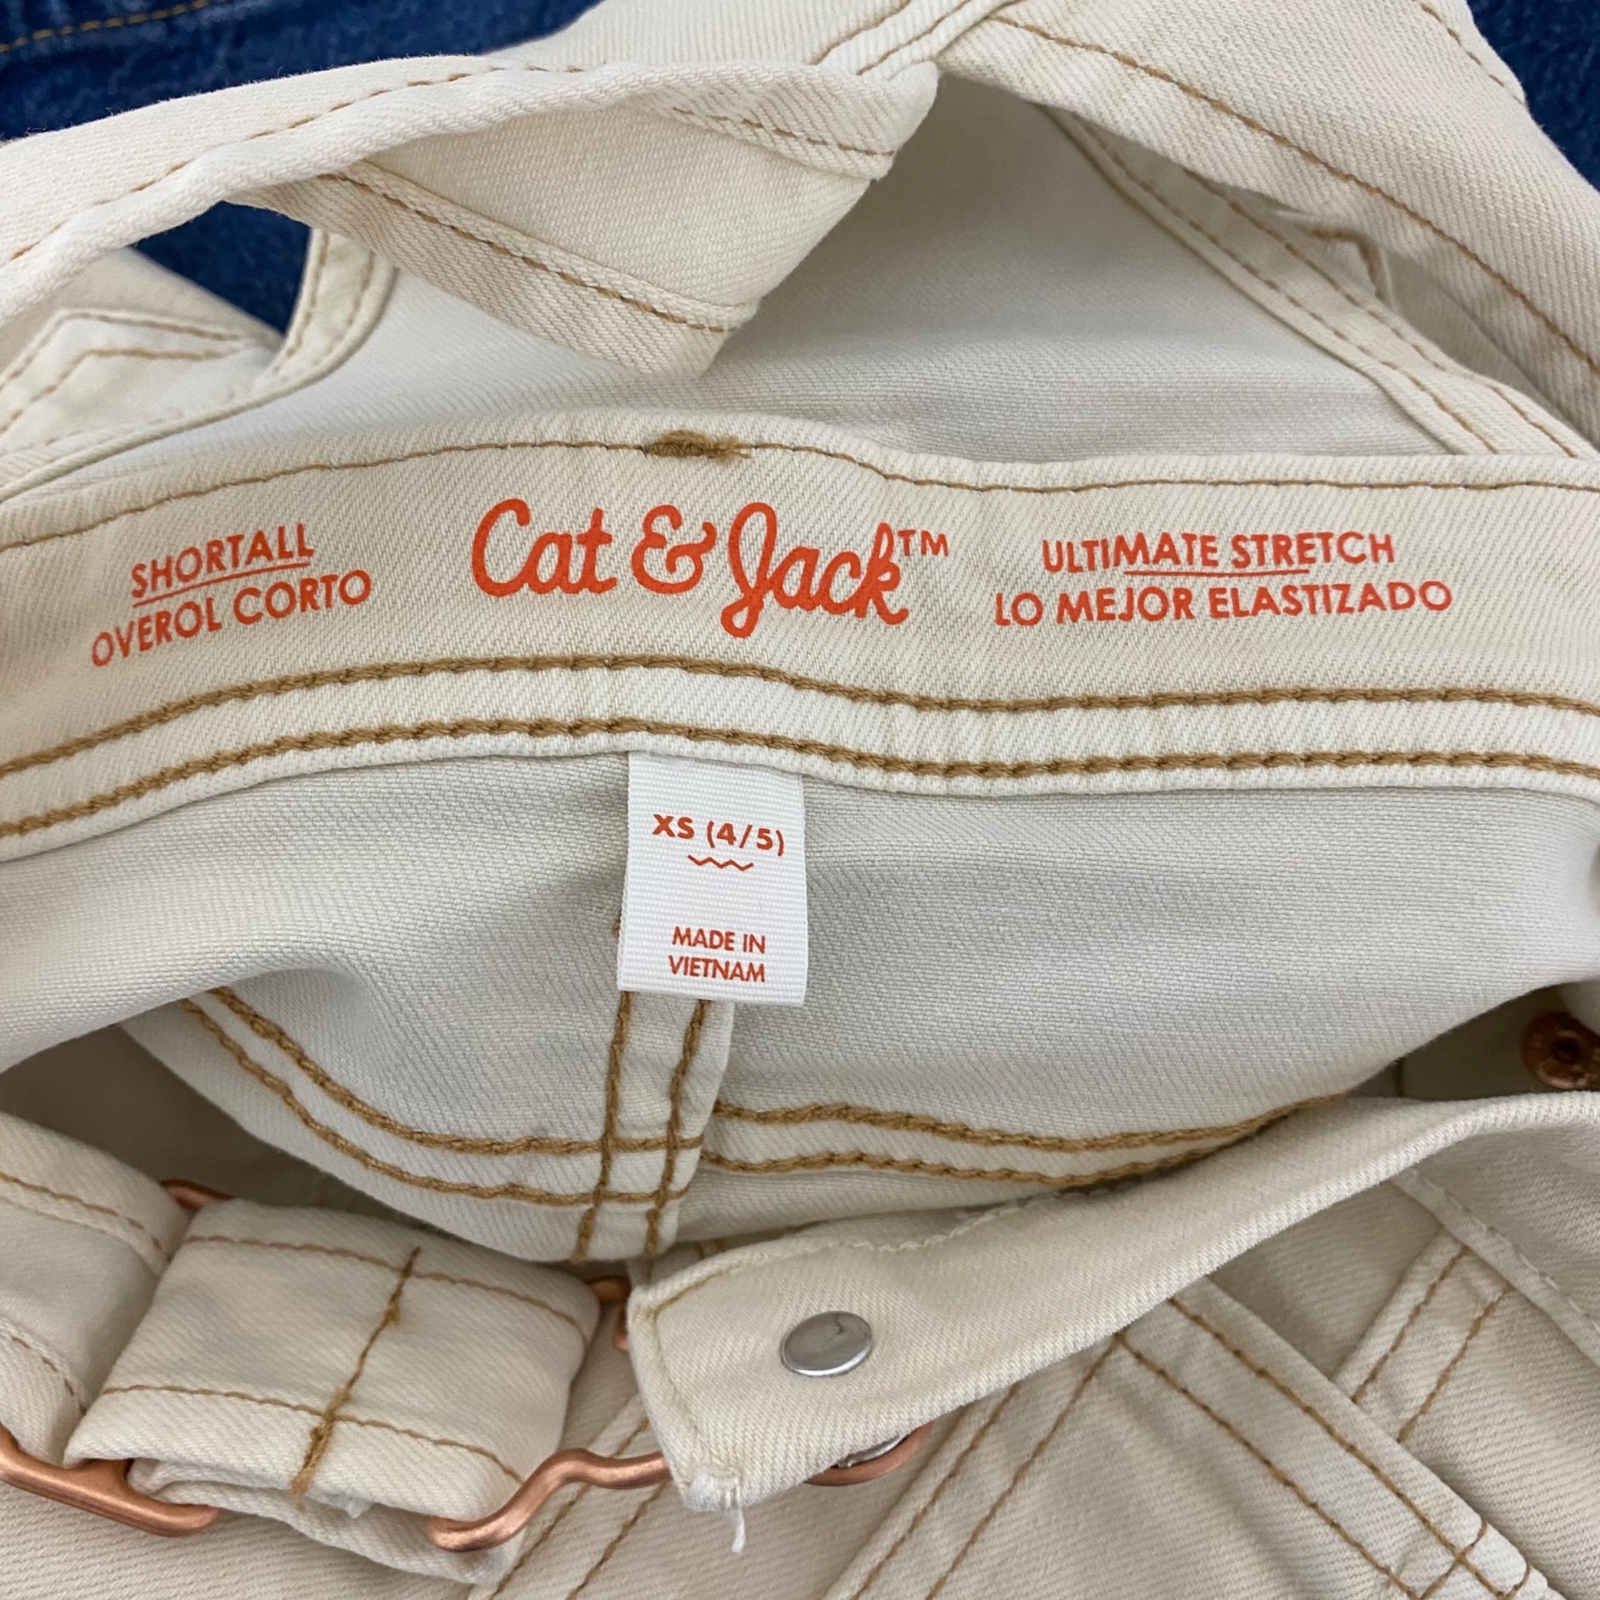 SHORTALL
OVEROL CORTO
Cat & Jack™
ULTIMATE STRETCH
LO MEJOR ELASTIZADO
XS (4/5)
MADE IN
VIETNAM